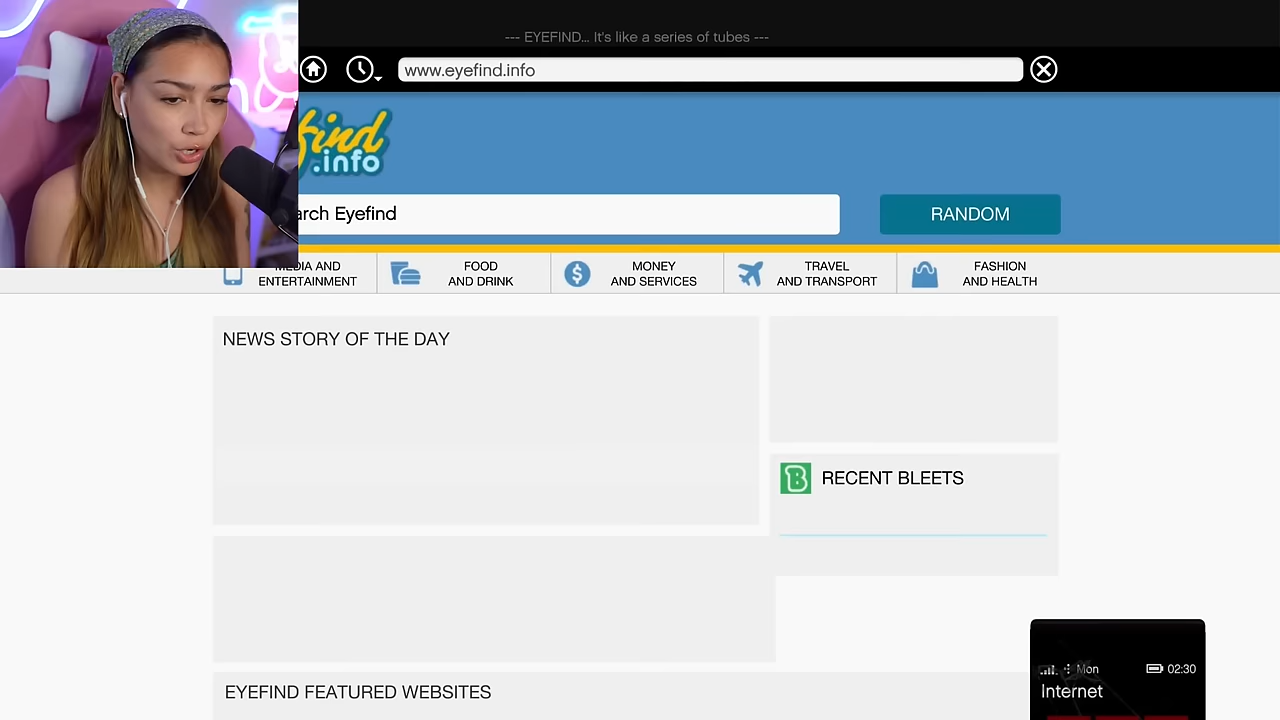 --- EYEFIND... It's like a series of tubes ---
www.eyefind.info
find
.info
arch Eyefind
RANDOM
MEDIA AND
ENTERTAINMENT
FOOD
AND DRINK
MONEY
AND SERVICES
TRAVEL
AND TRANSPORT
FASHION
AND HEALTH
NEWS STORY OF THE DAY
B
RECENT BLEETS
EYEFIND FEATURED WEBSITES
Mon
02:30
Internet